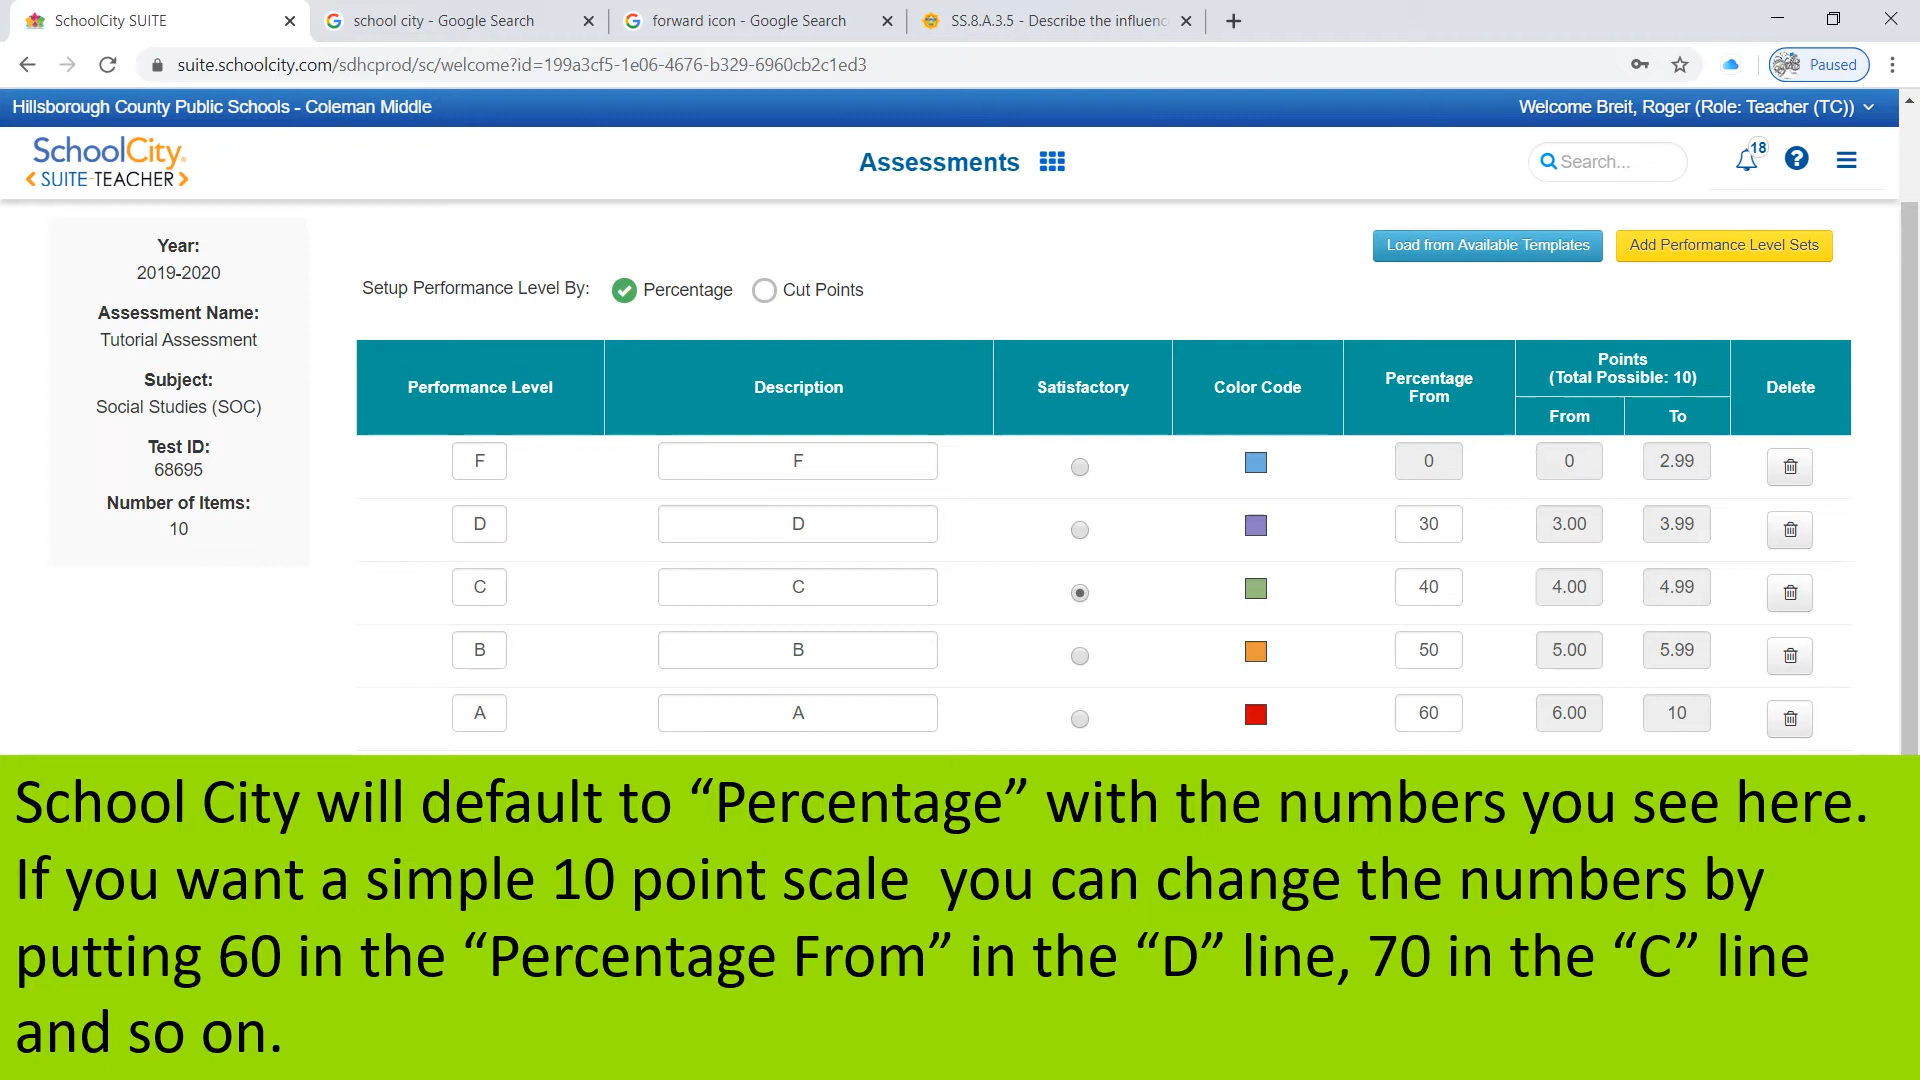 SchoolCity SUITE
school city - Google Search
forward icon - Google Search
SS.8.A.3.5 - Describe the influenc
suite.schoolcity.com/sdhcprod/sc/welcome?id=199a3cf5-1e06-4676-b329-6960cb2c1ed3
Paused
Hillsborough County Public Schools - Coleman Middle
Welcome Breit, Roger (Role: Teacher (TC))
SchoolCity
SUITE-TEACHER
Assessments
Search...
18
Year:
2019-2020
Assessment Name:
Tutorial Assessment
Subject:
Social Studies (SOC)
Test ID:
68695
Number of Items:
10
Load from Available Templates
Add Performance Level Sets
Setup Performance Level By: Percentage Cut Points
Performance Level Description Satisfactory Color Code Percentage From Points (Total Possible: 10) From To Delete
F F 0 0 2.99
D D 30 3.00 3.99
C C 40 4.00 4.99
B B 50 5.00 5.99
A A 60 6.00 10
School City will default to “Percentage” with the numbers you see here.
If you want a simple 10 point scale you can change the numbers by
putting 60 in the “Percentage From” in the “D” line, 70 in the “C” line
and so on.